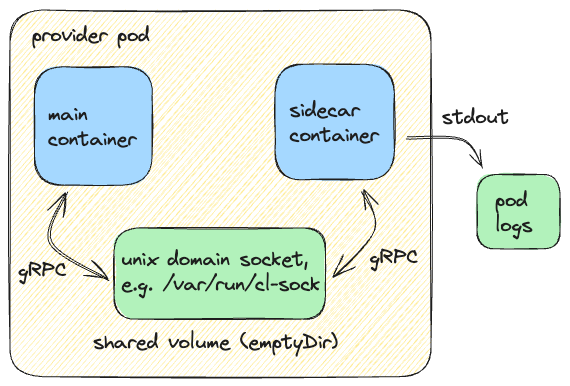 provider pod
main
container
sidecar
container
stdout
pod
logs
gRPC
unix domain socket,
e.g. /var/run/cl-sock
gRPC
shared volume (emptyDir)